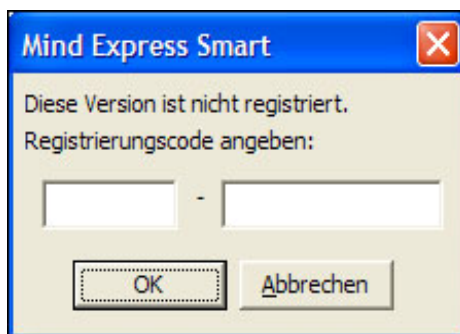 Mind Express Smart
Diese Version ist nicht registriert.
Registrierungscode angeben:
-
OK Abbrechen